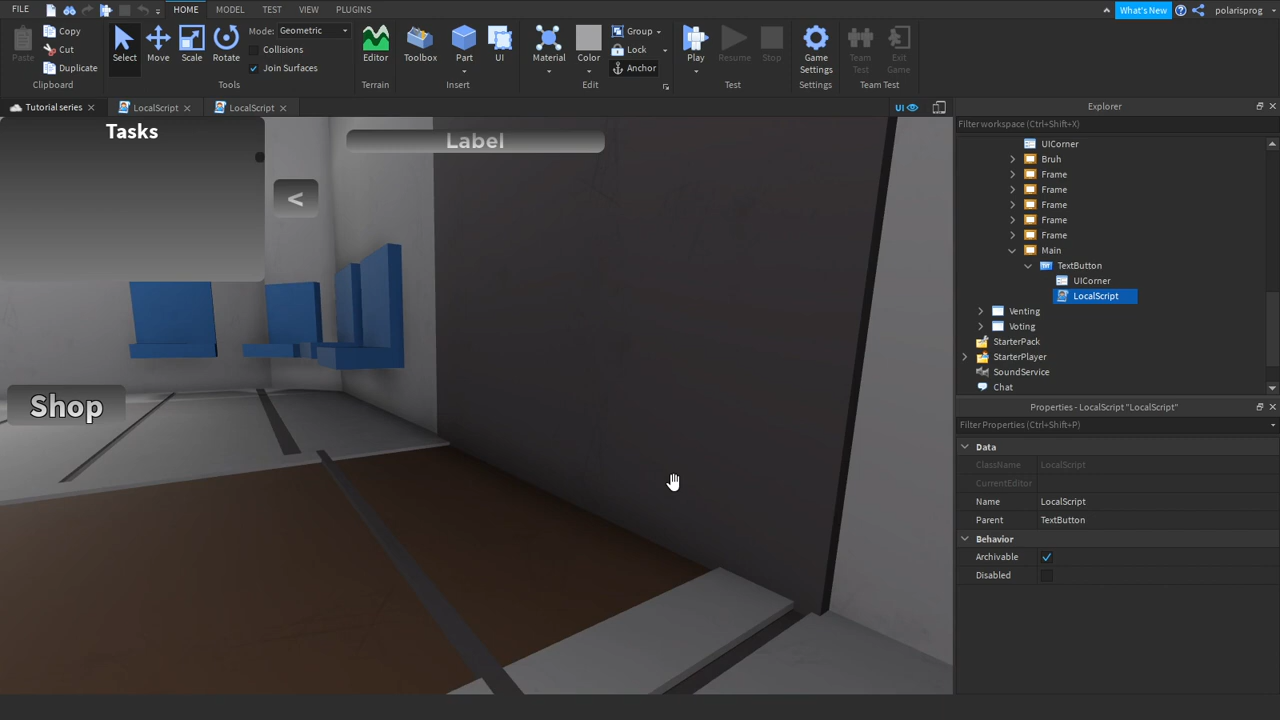 FILE HOME MODEL TEST VIEW PLUGINS What's New polarisprog
Paste Copy Cut Duplicate Clipboard
Select Move Scale Rotate Mode: Geometric Collisions Join Surfaces Tools
Editor Terrain
Toolbox Part UI Insert
Material Color Group Lock Anchor Edit
Play Resume Stop Test
Game Settings Settings
Team Test Exit Game Team Test
Tutorial series LocalScript LocalScript UI
Tasks
Label
<
Shop
Explorer
Filter workspace (Ctrl+Shift+X)
UICorner
Bruh
Frame
Frame
Frame
Frame
Frame
Main
TextButton
UICorner
LocalScript
Venting
Voting
StarterPack
StarterPlayer
SoundService
Chat
Properties - LocalScript "LocalScript"
Filter Properties (Ctrl+Shift+P)
Data
ClassName LocalScript
CurrentEditor
Name LocalScript
Parent TextButton
Behavior
Archivable
Disabled